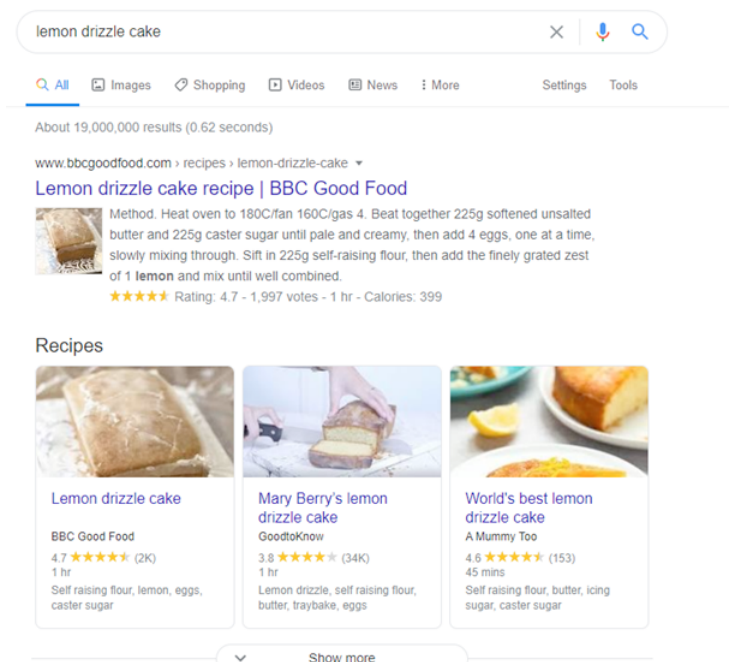 lemon drizzle cake
All Images Shopping Videos News More Settings Tools
About 19,000,000 results (0.62 seconds)
www.bbcgoodfood.com › recipes › lemon-drizzle-cake
Lemon drizzle cake recipe | BBC Good Food
Method. Heat oven to 180C/fan 160C/gas 4. Beat together 225g softened unsalted
butter and 225g caster sugar until pale and creamy, then add 4 eggs, one at a time,
slowly mixing through. Sift in 225g self-raising flour, then add the finely grated zest
of 1 lemon and mix until well combined.
Rating: 4.7 - 1,997 votes - 1 hr - Calories: 399
Recipes
Lemon drizzle cake
BBC Good Food
4.7 (2K)
1 hr
Self raising flour, lemon, eggs,
caster sugar
Mary Berry's lemon
drizzle cake
GoodtoKnow
3.8 (34K)
1 hr
Lemon drizzle, self raising flour,
butter, traybake, eggs
World's best lemon
drizzle cake
A Mummy Too
4.6 (153)
45 mins
Self raising flour, butter, icing
sugar, caster sugar
Show more